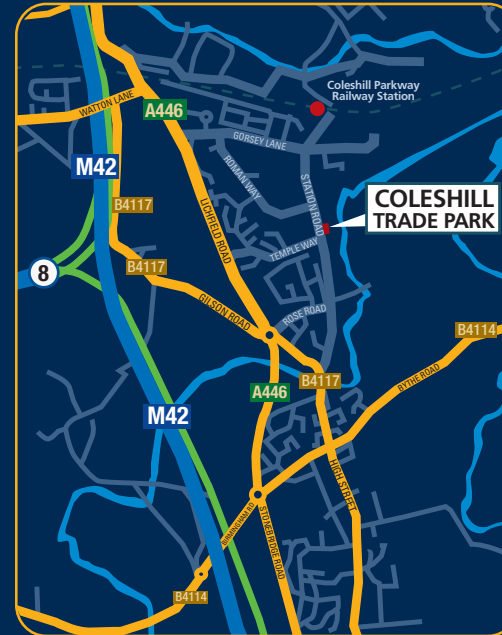 Coleshill Parkway
Railway Station
WATTON LANE
A446
GORSEY LANE
M42
ROMAN WAY
STATION ROAD
B4117
LICHFIELD ROAD
COLESHILL
TRADE PARK
TEMPLE WAY
B4117
8
GILSON ROAD
ROSE ROAD
B4114
A446
B4117
BYTHE ROAD
M42
HIGH STREET
BIRMINGHAM RD
STONEBRIDGE ROAD
B4114